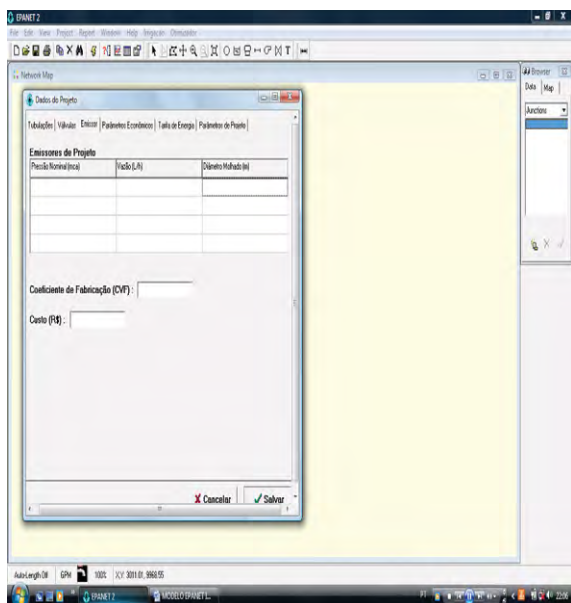 EPANET 2
File Edit View Project Report Window Help Irrigacao Otimizador
Network Map
Browser
Data Map
Junctions
Dados do Projeto
Tubulações Válvulas Emissor Parâmetros Econômicos Tarifa de Energia Parâmetros de Projeto
Emissores de Projeto
Pressão Nominal (mca) Vazão (L/h) Diâmetro Molhado (m)
Coeficiente de Fabricação (CVF) :
Custo (R$) :
Cancelar Salvar
Auto-Length Off GPM 100% X,Y: 3011.01, 9968.55
EPANET 2 MODELO EPANET L... PT 22:06